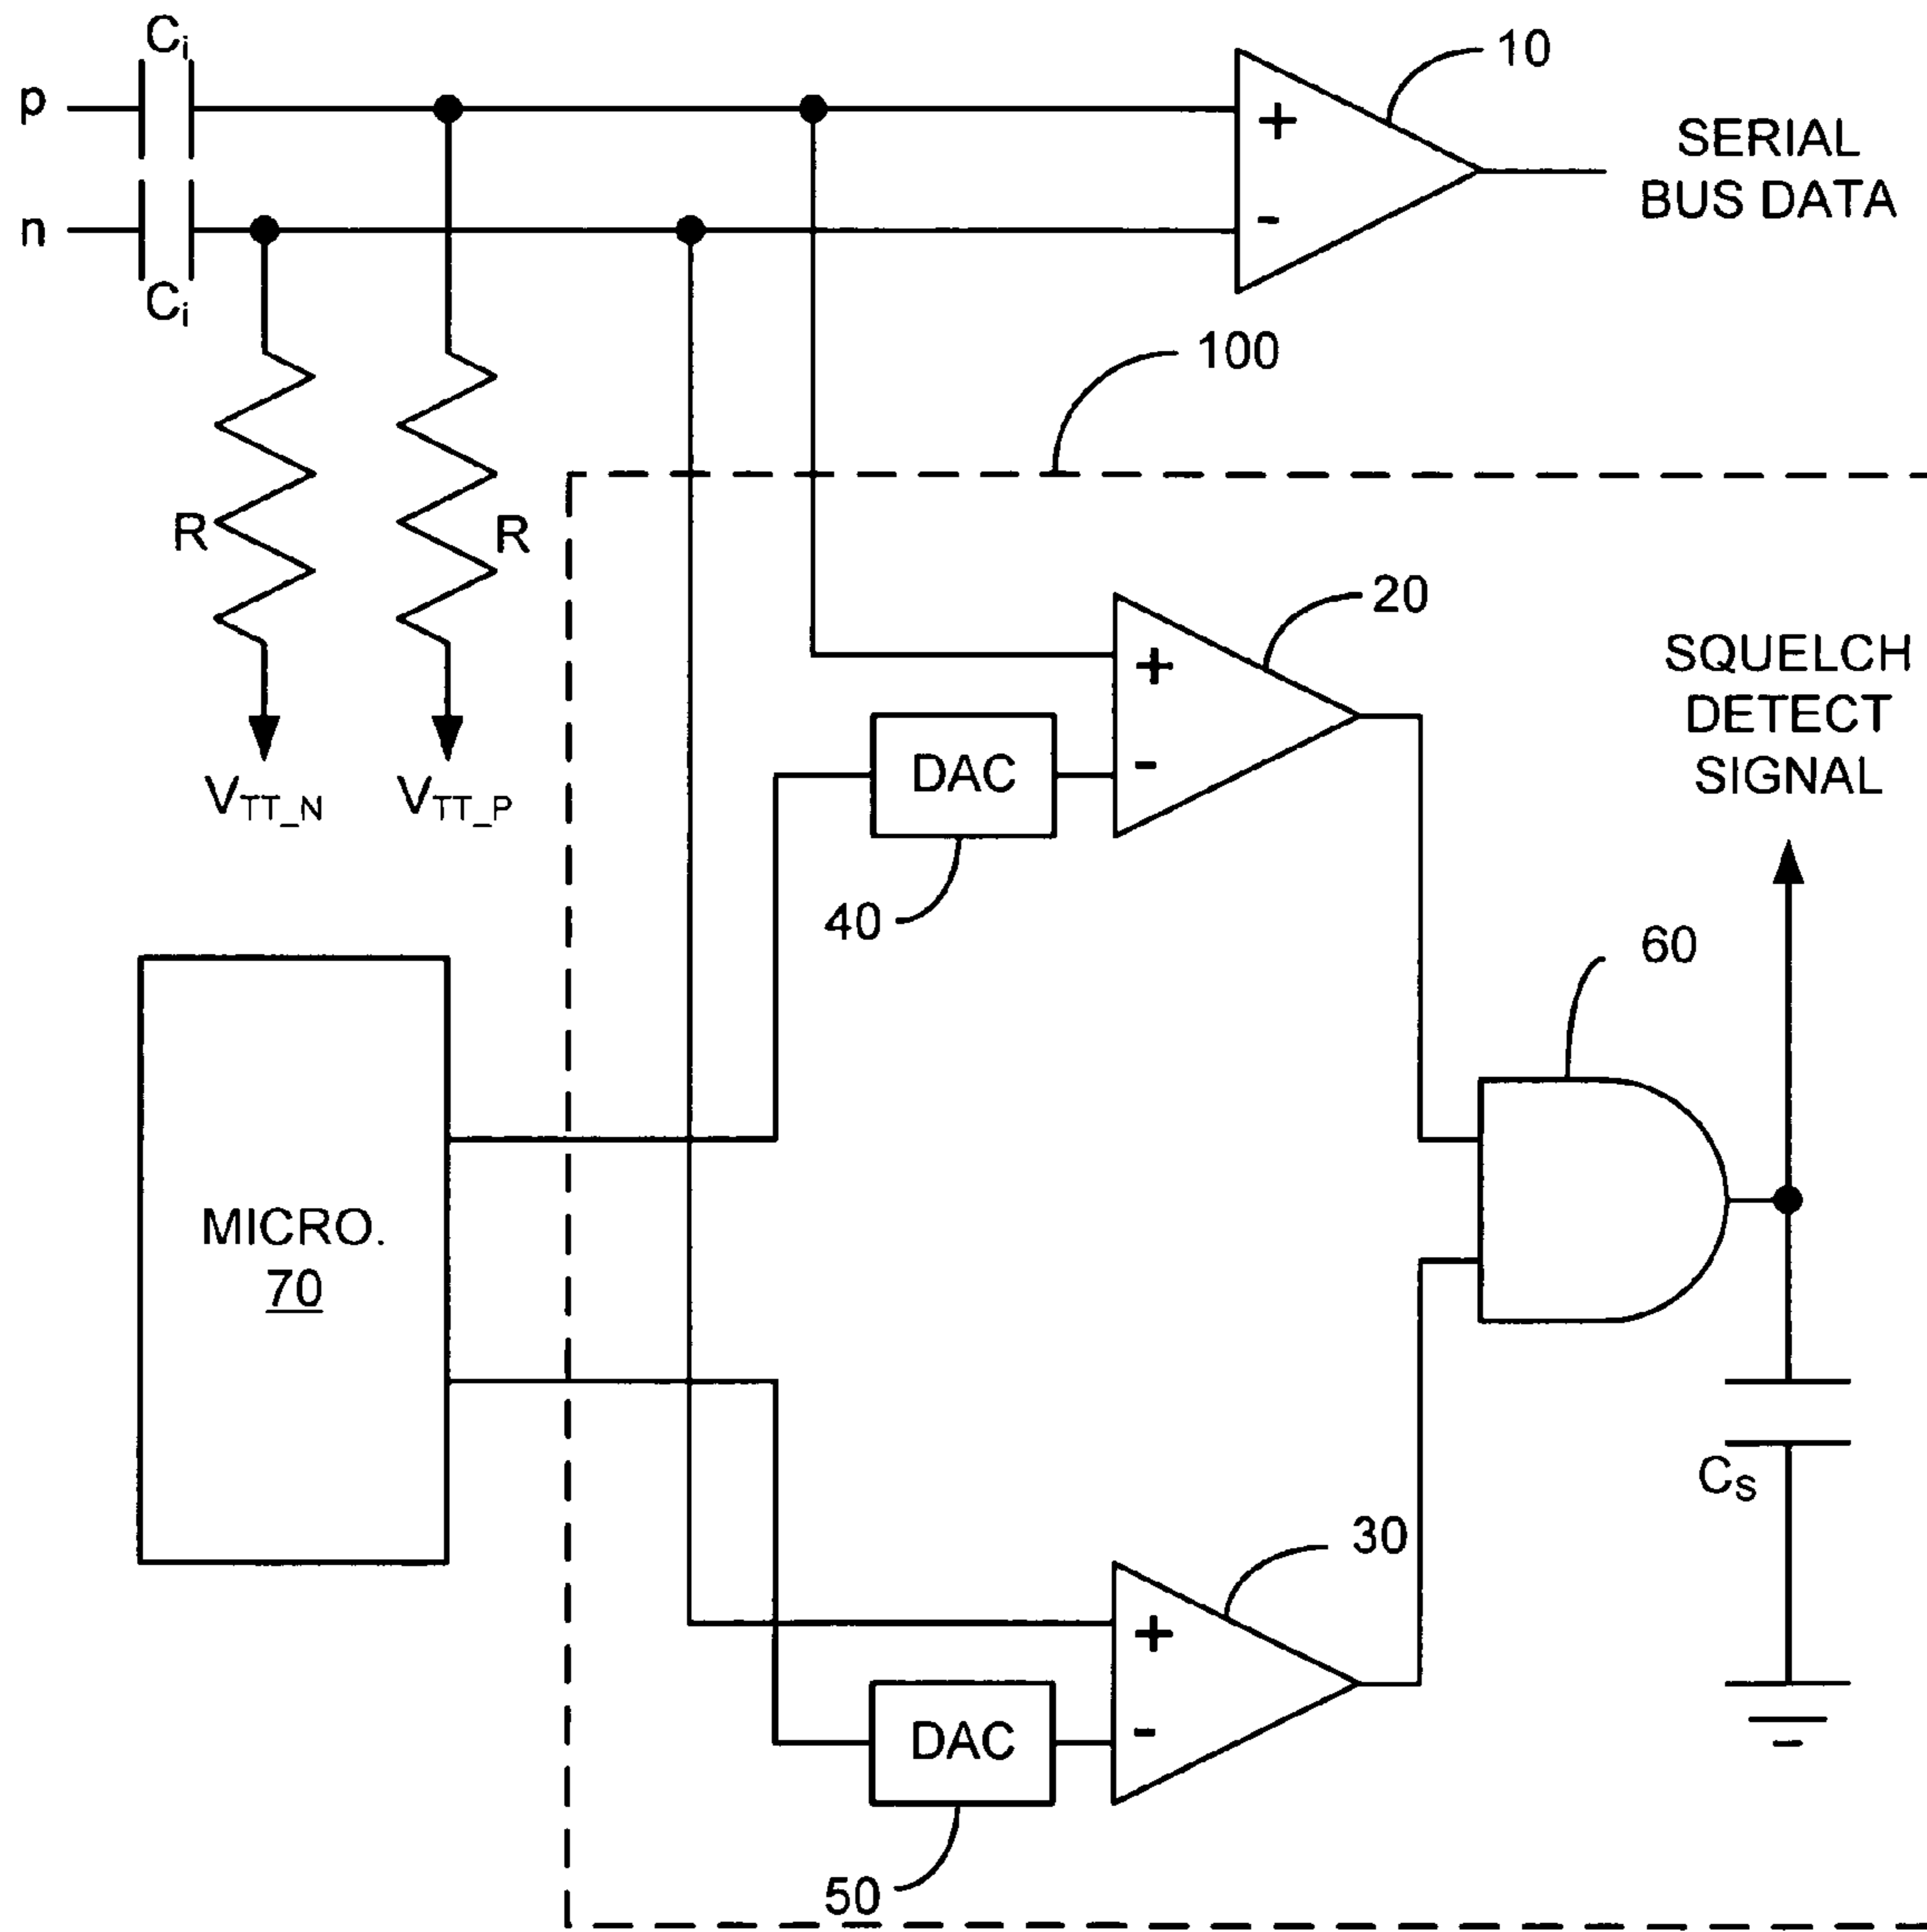 Ci
10
p
+
SERIAL
BUS DATA
n
-
Ci
100
R
R
20
+
SQUELCH
DETECT
SIGNAL
DAC
-
VTT_N
VTT_P
40
60
MICRO.
70
CS
30
+
DAC
-
50